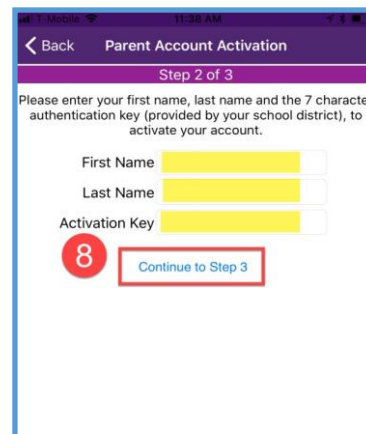 T-Mobile 11:38 AM
Back Parent Account Activation
Step 2 of 3
Please enter your first name, last name and the 7 characte
authentication key (provided by your school district), to
activate your account.
First Name
Last Name
Activation Key
8 Continue to Step 3